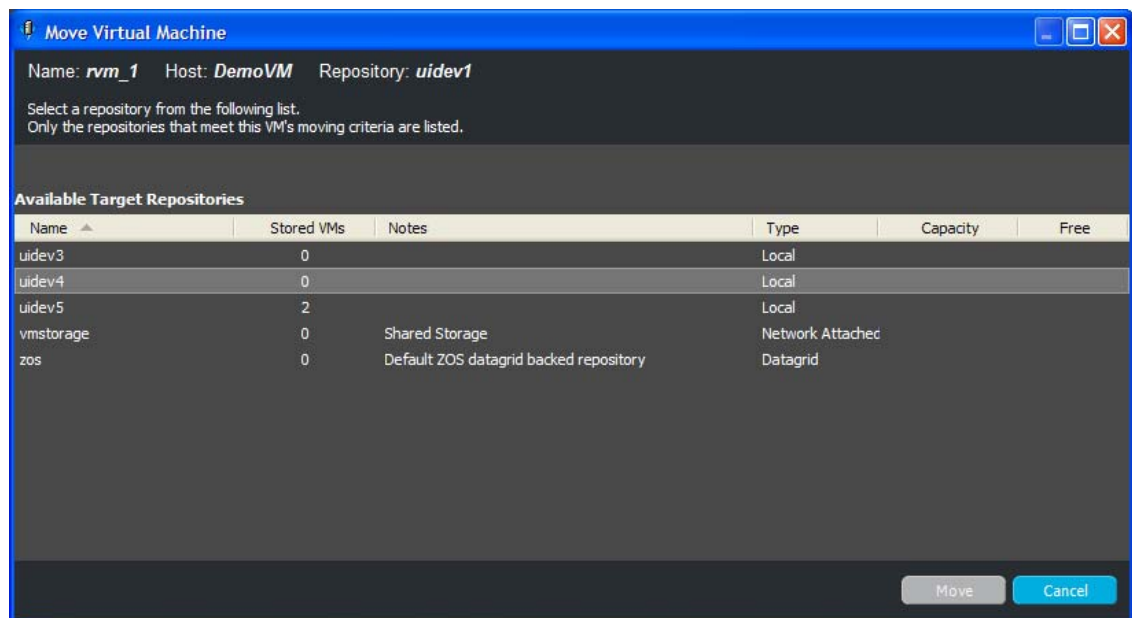 Move Virtual Machine
Name: rvm_1 Host: DemoVM Repository: uidev1
Select a repository from the following list.
Only the repositories that meet this VM's moving criteria are listed.
Available Target Repositories
Name Stored VMs Notes Type Capacity Free
uidev3 0 Local
uidev4 0 Local
uidev5 2 Local
vmstorage 0 Shared Storage Network Attached
zos 0 Default ZOS datagrid backed repository Datagrid
Move Cancel